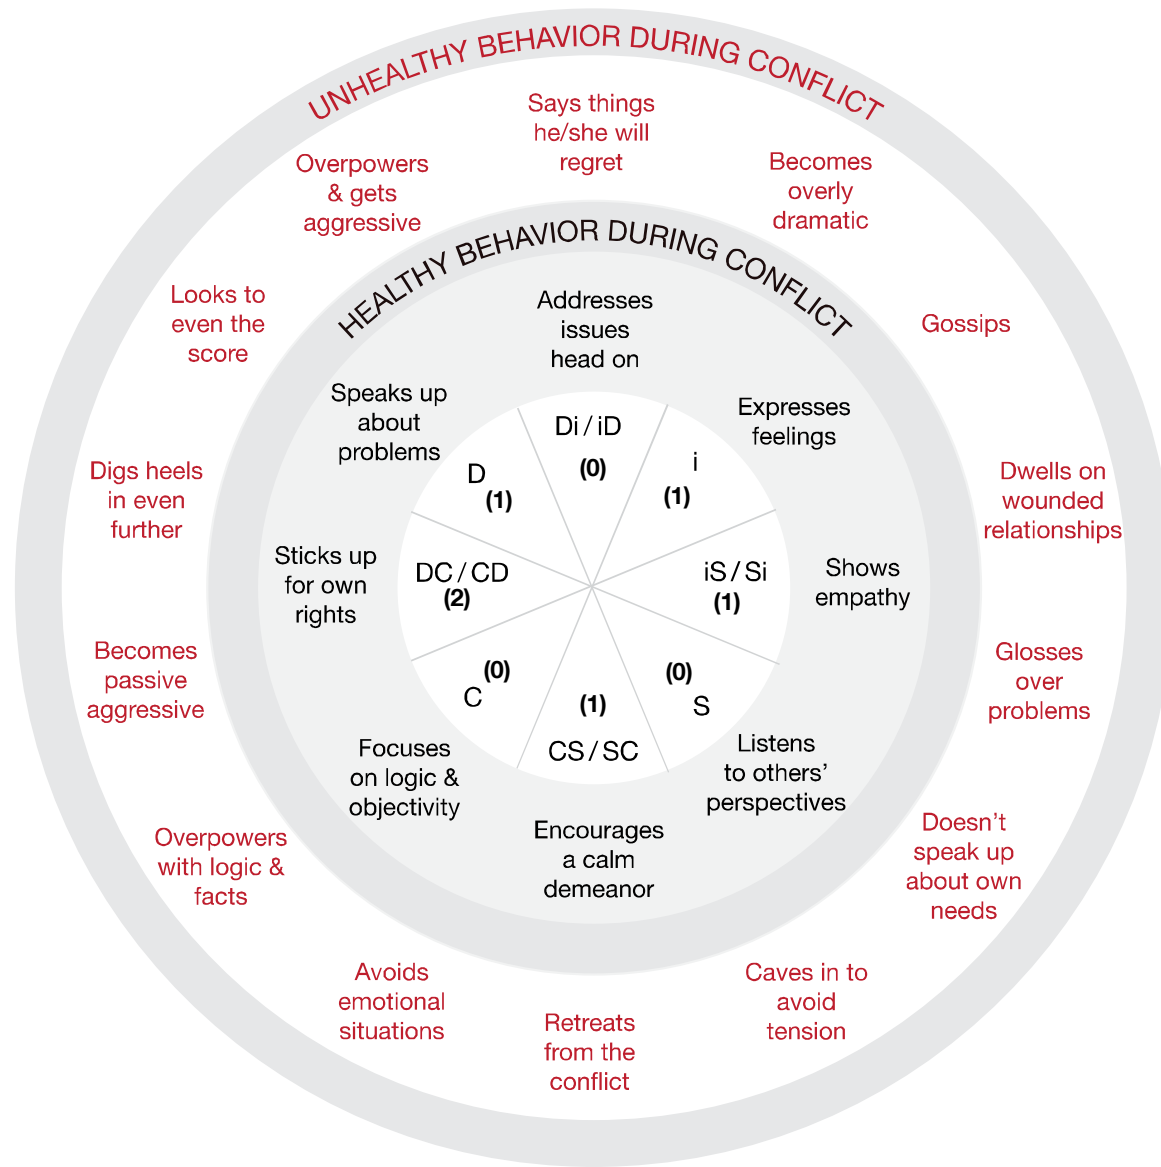 UNHEALTHY BEHAVIOR DURING CONFLICT
Says things
he/she will
regret
Becomes
overly
dramatic
Gossips
Dwells on
wounded
relationships
Glosses
over
problems
Doesn’t
speak up
about own
needs
Caves in to
avoid
tension
Retreats
from the
conflict
Avoids
emotional
situations
Overpowers
with logic &
facts
Becomes
passive
aggressive
Digs heels
in even
further
Looks to
even the
score
Overpowers
& gets
aggressive
HEALTHY BEHAVIOR DURING CONFLICT
Addresses
issues
head on
Expresses
feelings
Shows
empathy
Listens
to others’
perspectives
Encourages
a calm
demeanor
Focuses
on logic &
objectivity
Sticks up
for own
rights
Speaks up
about
problems
Di / iD
(0)
i
(1)
iS / Si
(1)
(0)
S
(1)
CS / SC
(0)
C
DC / CD
(2)
D
(1)